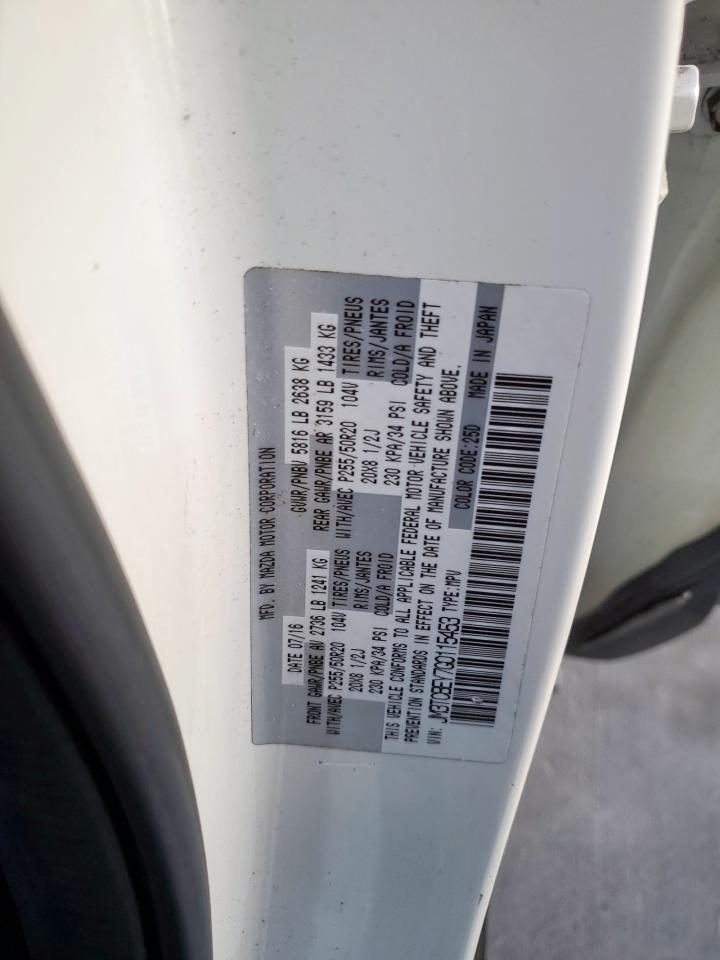 MFD. BY MAZDA MOTOR CORPORATION
DATE 07/16 GVWR/PNBV 5816 LB 2638 KG
FRONT GAWR/PNBE AV 2736 LB 1241 KG REAR GAWR/PNBE AR 3159 LB 1433 KG
WITH/AVEC P255/50R20 104V TIRES/PNEUS WITH/AVEC P255/50R20 104V TIRES/PNEUS
20X8 1/2J RIMS/JANTES 20X8 1/2J RIMS/JANTES
230 KPA/34 PSI COLD/A FROID 230 KPA/34 PSI COLD/A FROID
THIS VEHICLE CONFORMS TO ALL APPLICABLE FEDERAL MOTOR VEHICLE SAFETY AND THEFT
PREVENTION STANDARDS IN EFFECT ON THE DATE OF MANUFACTURE SHOWN ABOVE.
VIN: JM3TCBEY7G0115453 TYPE:MPV COLOR CODE:25D MADE IN JAPAN